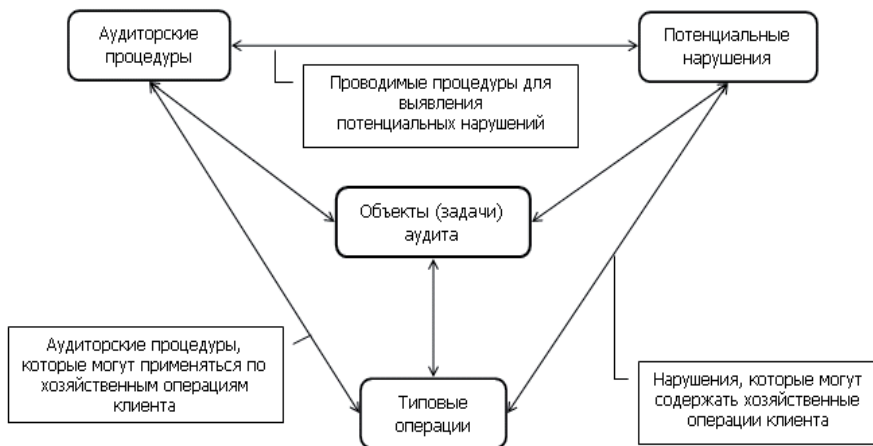 Аудиторские
процедуры
Потенциальные
нарушения
Проводимые процедуры для
выявления
потенциальных нарушений
Объекты (задачи)
аудита
Аудиторские процедуры,
которые могут применяться по
хозяйственным операциям
клиента
Типовые
операции
Нарушения, которые могут
содержать хозяйственные
операции клиента